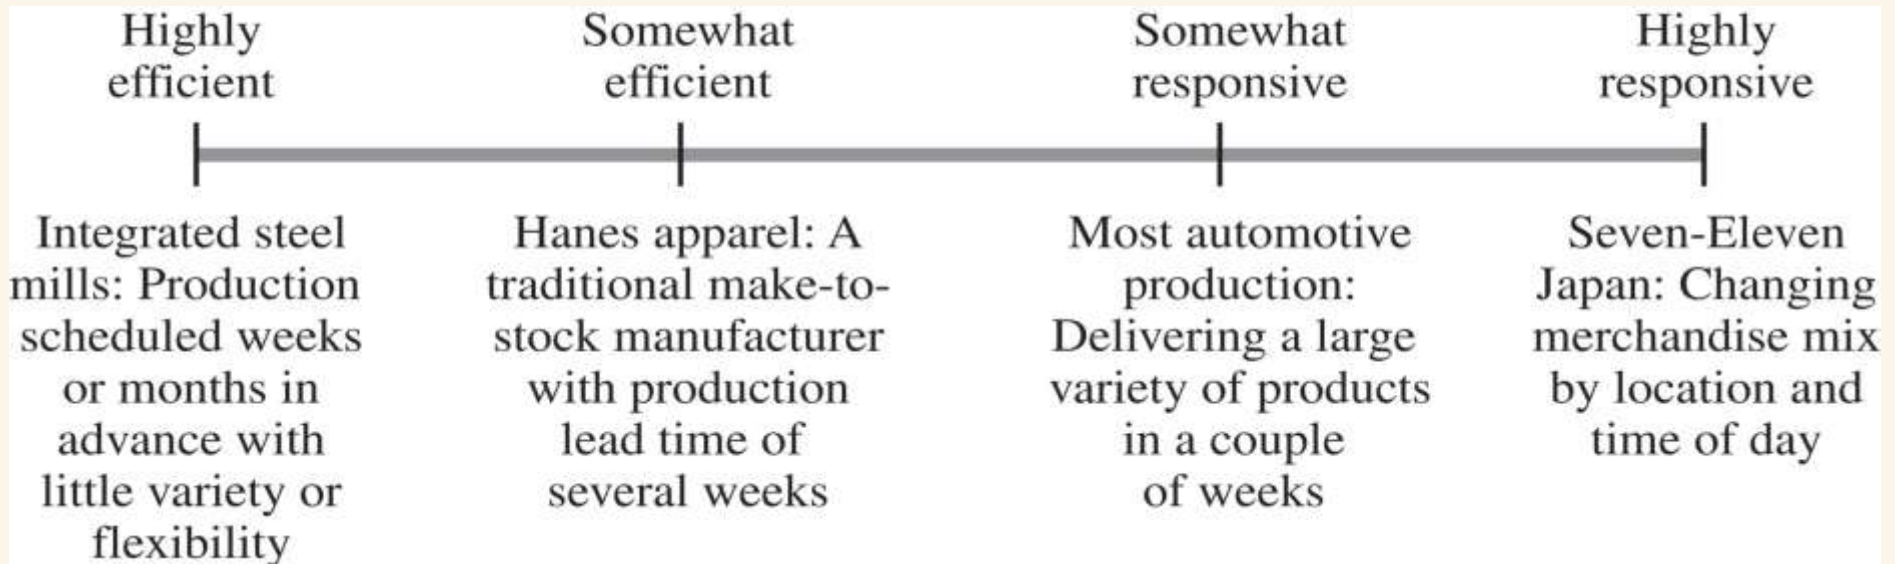 Highly
efficient
Somewhat
efficient
Somewhat
responsive
Highly
responsive
Integrated steel
mills: Production
scheduled weeks
or months in
advance with
little variety or
flexibility
Hanes apparel: A
traditional make-to-
stock manufacturer
with production
lead time of
several weeks
Most automotive
production:
Delivering a large
variety of products
in a couple
of weeks
Seven-Eleven
Japan: Changing
merchandise mix
by location and
time of day